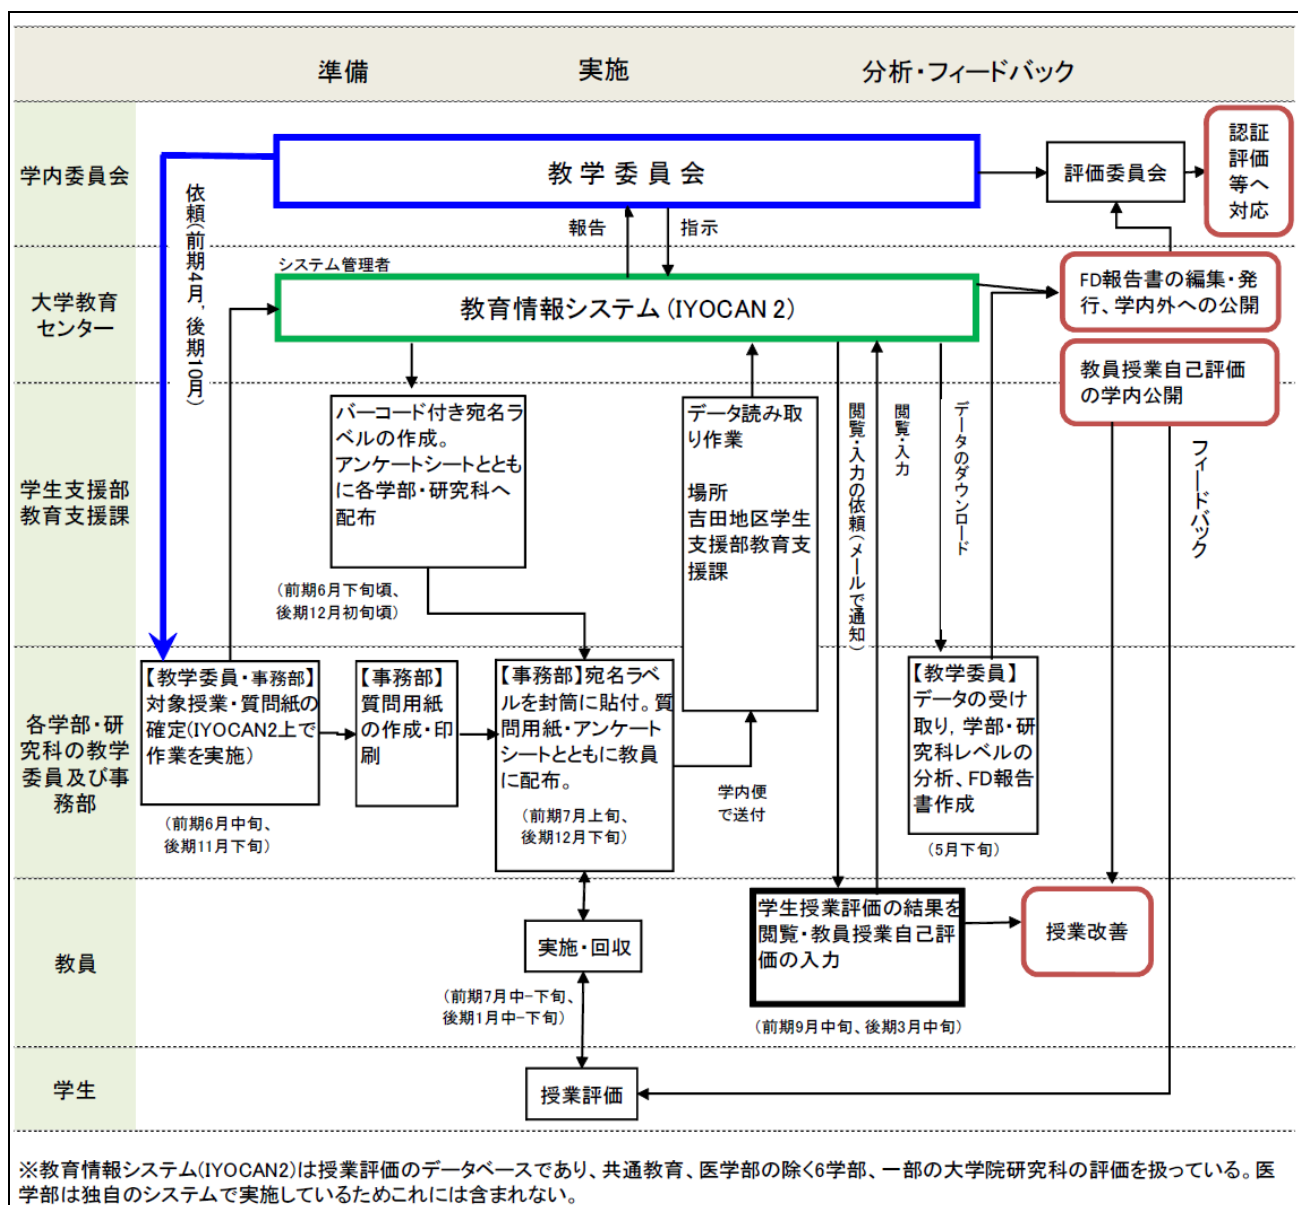 準備
実施
分析・フィードバック
学内委員会
教学委員会
評価委員会
認証
評価
等へ
対応
依頼(前期4月, 後期10月)
報告
指示
大学教育
センター
システム管理者
教育情報システム (IYOCAN 2)
FD報告書の編集・発
行、学内外への公開
教員授業自己評価
の学内公開
学生支援部
教育支援課
バーコード付き宛名ラ
ベルの作成。
アンケートシートととも
に各学部・研究科へ
配布
(前期6月下旬頃、
後期12月初旬頃)
データ読み取
り作業
場所
吉田地区学生
支援部教育支
援課
閲覧・入力の依頼(メールで通知)
閲覧・入力
データのダウンロード
フィードバック
各学部・研
究科の教学
委員及び事
務部
【教学委員・事務部】
対象授業・質問紙の
確定(IYOCAN2上で
作業を実施)
(前期6月中旬、
後期11月下旬)
【事務部】
質問用紙
の作成・印
刷
【事務部】宛名ラベ
ルを封筒に貼付。質
問用紙・アンケート
シートとともに教員
に配布。
(前期7月上旬、
後期12月下旬)
学内便
で送付
【教学委員】
データの受け
取り, 学部・研
究科レベルの
分析、FD報告
書作成
(5月下旬)
教員
実施・回収
(前期7月中-下旬、
後期1月中-下旬)
学生授業評価の結果を
閲覧・教員授業自己評
価の入力
(前期9月中旬、後期3月中旬)
授業改善
学生
授業評価
※教育情報システム(IYOCAN2)は授業評価のデータベースであり、共通教育、医学部の除く6学部、一部の大学院研究科の評価を扱っている。医
学部は独自のシステムで実施しているためこれには含まれない。